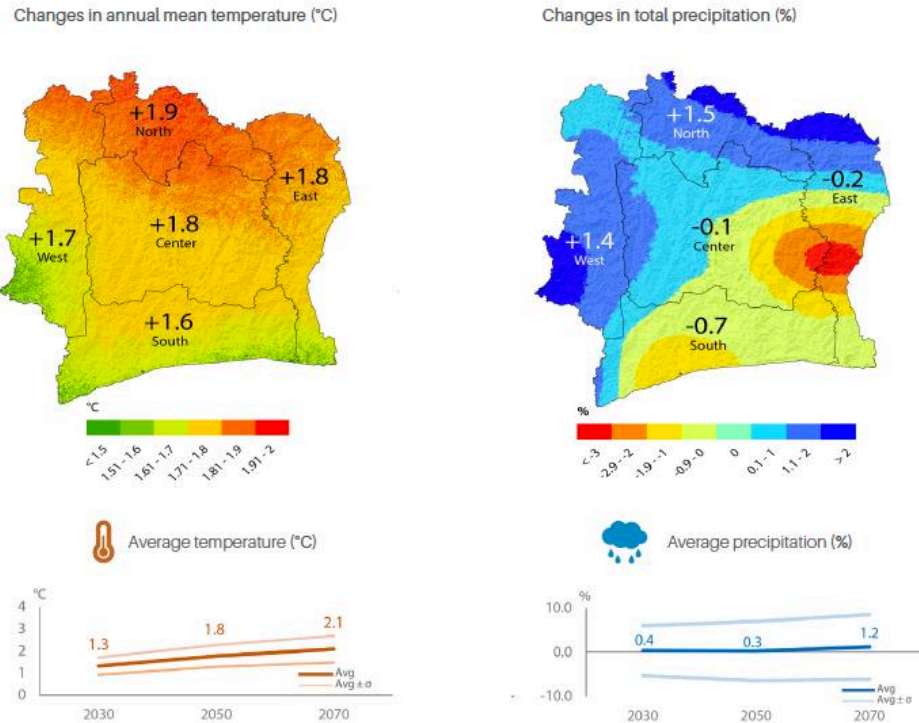 Changes in annual mean temperature (°C)
+1.9
North
+1.8
East
+1.7
West
+1.8
Center
+1.6
South
°C
<1.5
1.51 - 1.6
1.61 - 1.7
1.71 - 1.8
1.81 - 1.9
1.91 - 2
Changes in total precipitation (%)
+1.5
North
-0.2
East
+1.4
West
-0.1
Center
-0.7
South
%
< -3
-2.9 - -2
-1.9 - -1
-0.9 - 0
0
0.1 - 1
1.1 - 2
> 2
Average temperature (°C)
°C
4
3
2
1
0
1.3
1.8
2.1
Avg
Avg ± σ
2030
2050
2070
Average precipitation (%)
%
10.0
0.0
-10.0
0.4
0.3
1.2
Avg
Avg ± σ
2030
2050
2070